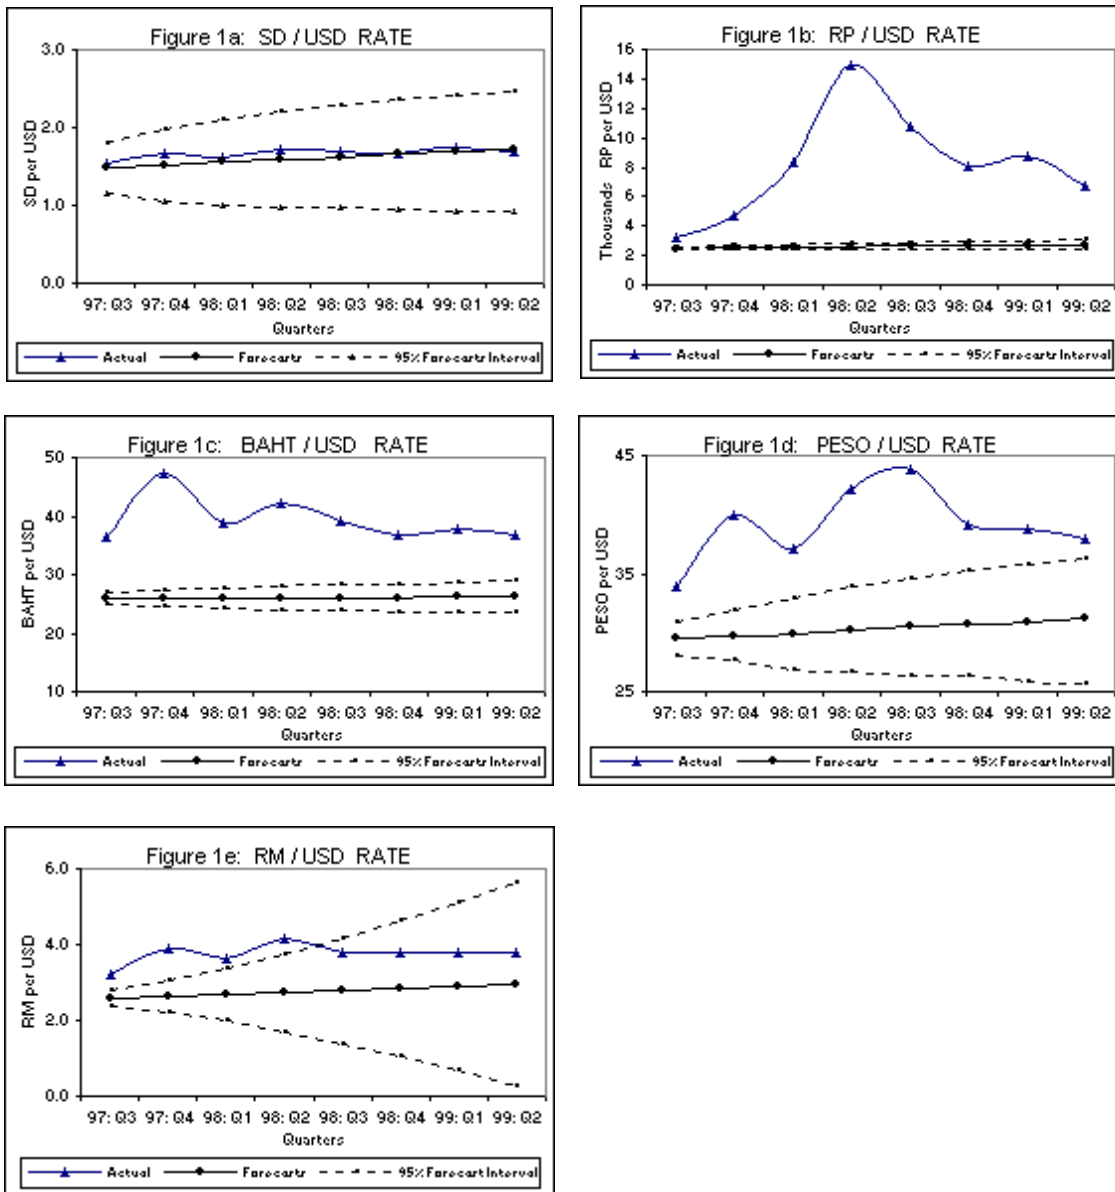 Figure 1a: SD / USD RATE
3.0
2.0
1.0
0.0
SD per USD
97: Q3 97: Q4 98: Q1 98: Q2 98: Q3 98: Q4 99: Q1 99: Q2
Quarters
Actual Forecasts 95% Forecasts Interval
Figure 1b: RP / USD RATE
16
14
12
10
8
6
4
2
0
Thousands RP per USD
97: Q3 97: Q4 98: Q1 98: Q2 98: Q3 98: Q4 99: Q1 99: Q2
Quarters
Actual Forecasts 95% Forecasts Interval
Figure 1c: BAHT / USD RATE
50
40
30
20
10
BAHT per USD
97: Q3 97: Q4 98: Q1 98: Q2 98: Q3 98: Q4 99: Q1 99: Q2
Quarters
Actual Forecasts 95% Forecast Interval
Figure 1d: PESO / USD RATE
45
35
25
PESO per USD
97: Q3 97: Q4 98: Q1 98: Q2 98: Q3 98: Q4 99: Q1 99: Q2
Quarters
Actual Forecasts 95% Forecast Interval
Figure 1e: RM / USD RATE
6.0
4.0
2.0
0.0
RM per USD
97: Q3 97: Q4 98: Q1 98: Q2 98: Q3 98: Q4 99: Q1 99: Q2
Quarters
Actual Forecasts 95% Forecast Interval